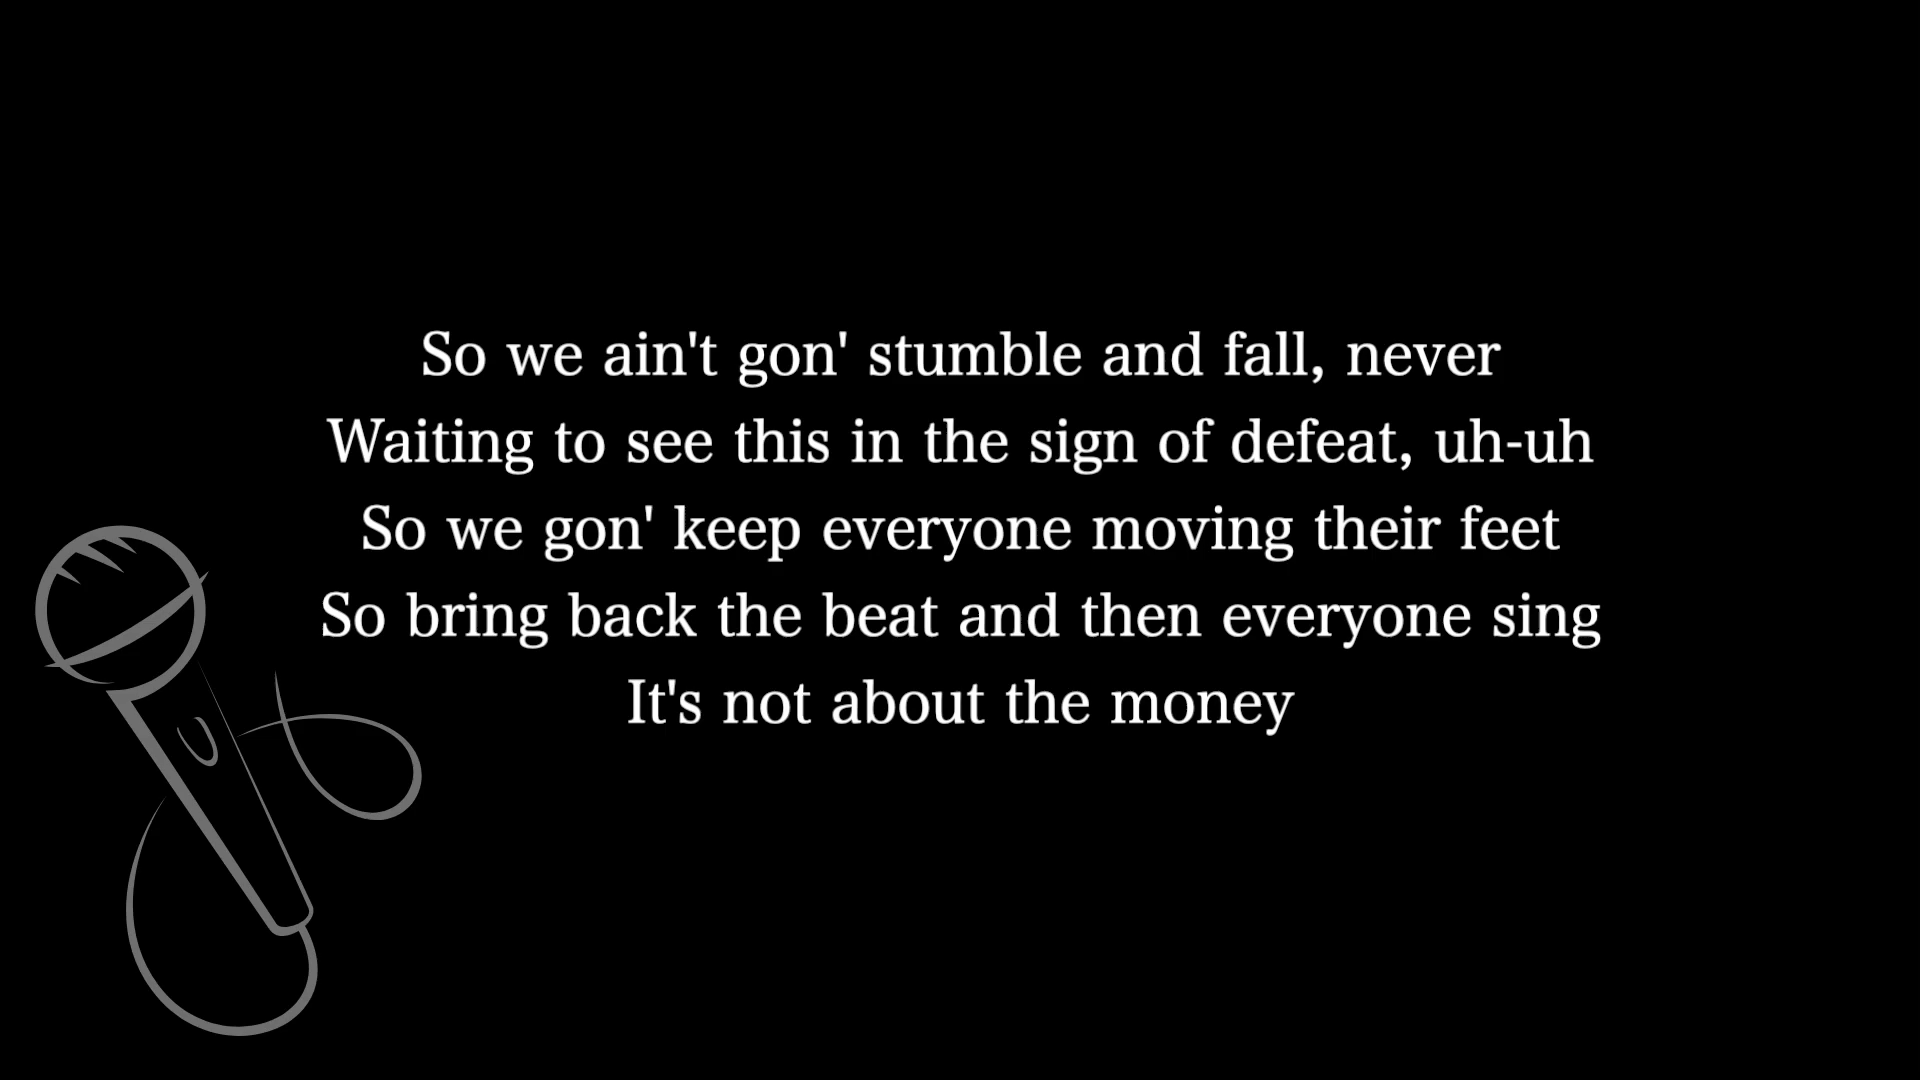 So we ain't gon' stumble and fall, never
Waiting to see this in the sign of defeat, uh-uh
So we gon' keep everyone moving their feet
So bring back the beat and then everyone sing
It's not about the money